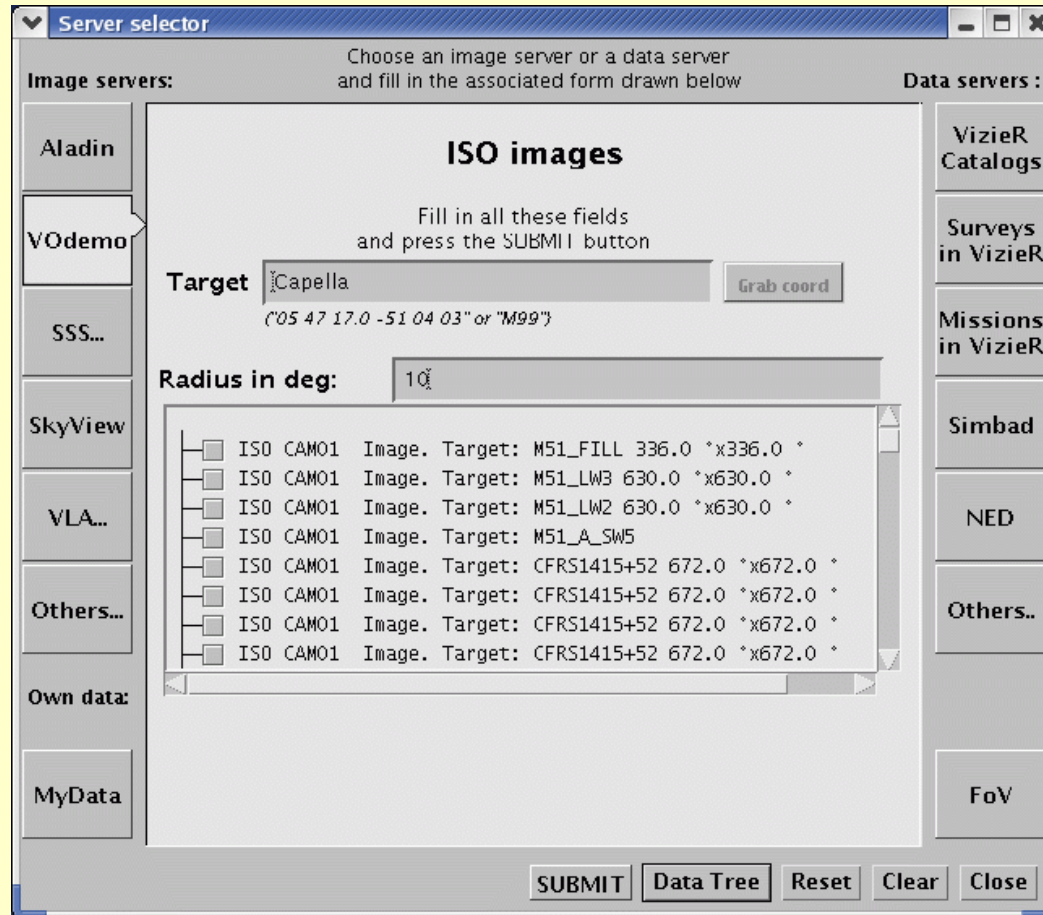 Server selector
Choose an image server or a data server
and fill in the associated form drawn below
Image servers:
Data servers :
Aladin
VOdemo
SSS...
SkyView
VLA...
Others...
Own data:
MyData
ISO images
Fill in all these fields
and press the SUBMIT button
Target Capella Grab coord
("05 47 17.0 -51 04 03" or "M99")
Radius in deg: 10
ISO CAM01 Image. Target: M51_FILL 336.0 "x336.0 "
ISO CAM01 Image. Target: M51_LW3 630.0 "x630.0 "
ISO CAM01 Image. Target: M51_LW2 630.0 "x630.0 "
ISO CAM01 Image. Target: M51_A_SW5
ISO CAM01 Image. Target: CFRS1415+52 672.0 "x672.0 "
ISO CAM01 Image. Target: CFRS1415+52 672.0 "x672.0 "
ISO CAM01 Image. Target: CFRS1415+52 672.0 "x672.0 "
ISO CAM01 Image. Target: CFRS1415+52 672.0 "x672.0 "
VizieR
Catalogs
Surveys
in VizieR
Missions
in VizieR
Simbad
NED
Others..
FoV
SUBMIT Data Tree Reset Clear Close